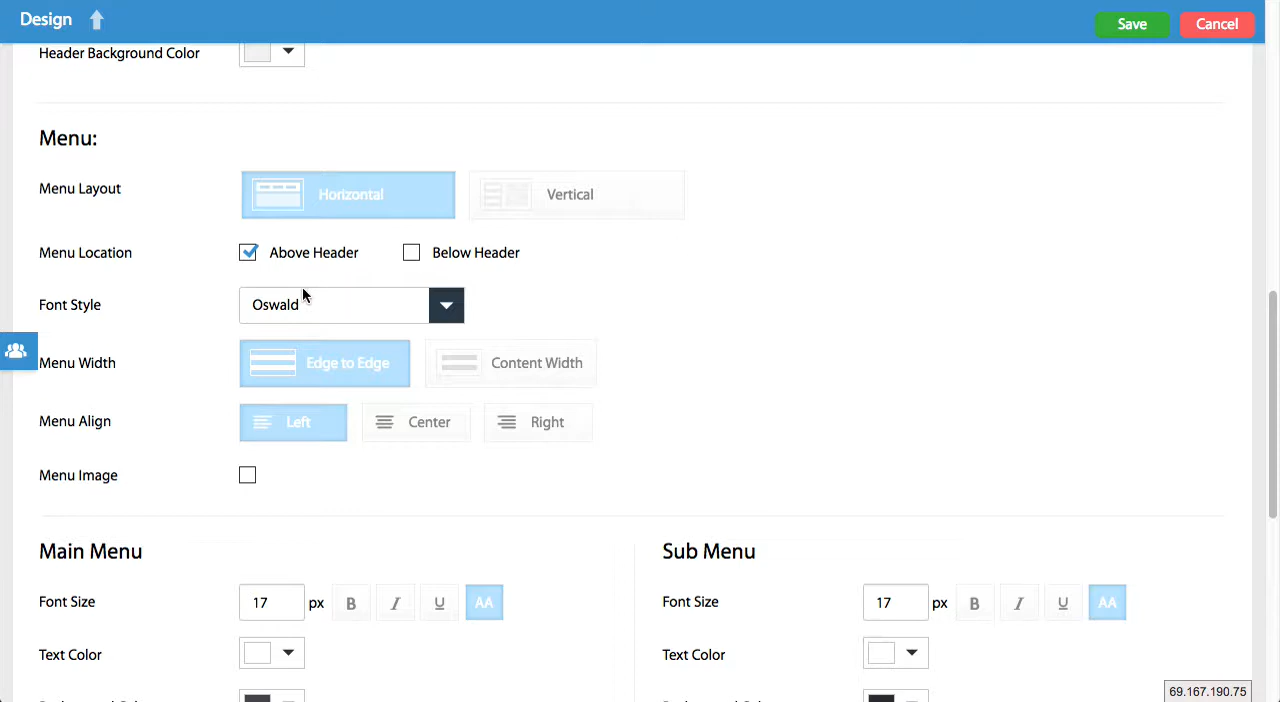 Design
Save
Cancel
Header Background Color
Menu:
Menu Layout
Horizontal
Vertical
Menu Location
Above Header
Below Header
Font Style
Oswald
Menu Width
Edge to Edge
Content Width
Menu Align
Left
Center
Right
Menu Image
Main Menu
Sub Menu
Font Size
17
px
B
I
U
AA
Font Size
17
px
B
I
U
AA
Text Color
Text Color
69.167.190.75